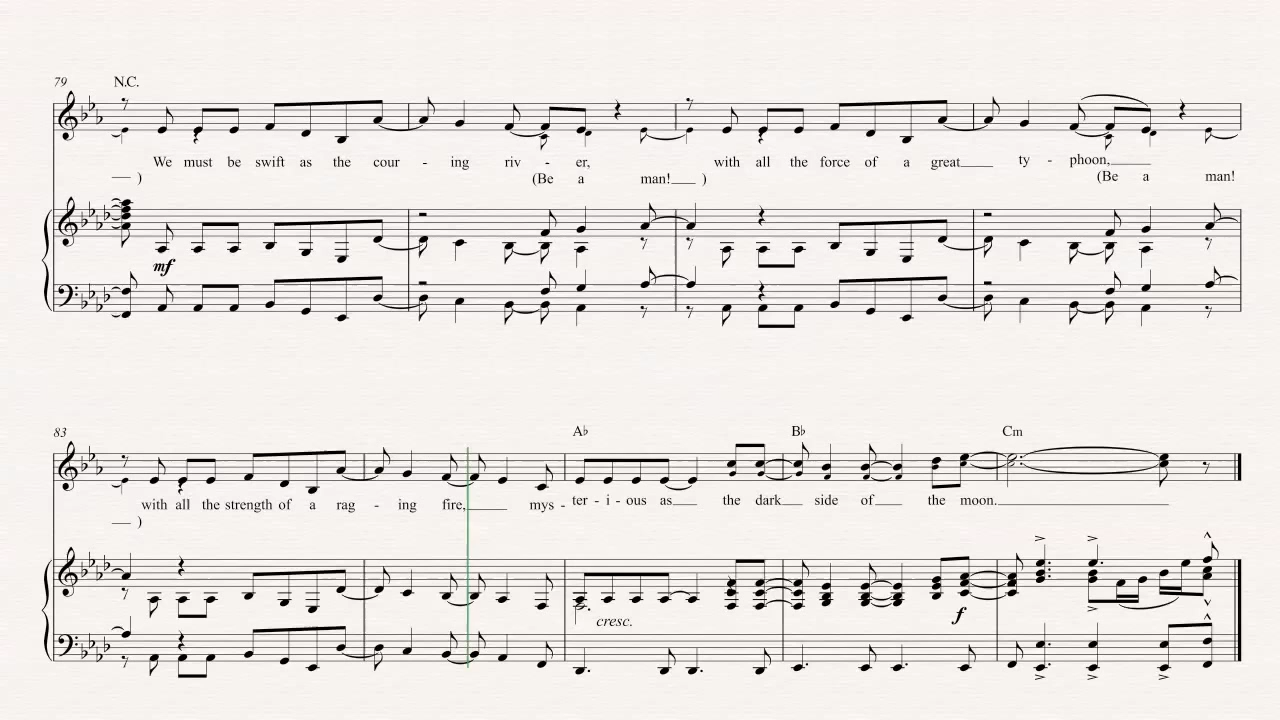 79 N.C.
We must be swift as the cour - ing riv - er, with all the force of a great ty - phoon,
) (Be a man! ) (Be a man!
mf
83 A♭ B♭ Cm
with all the strength of a rag - ing fire, mys - ter - i - ous as the dark side of the moon.
)
cresc. f